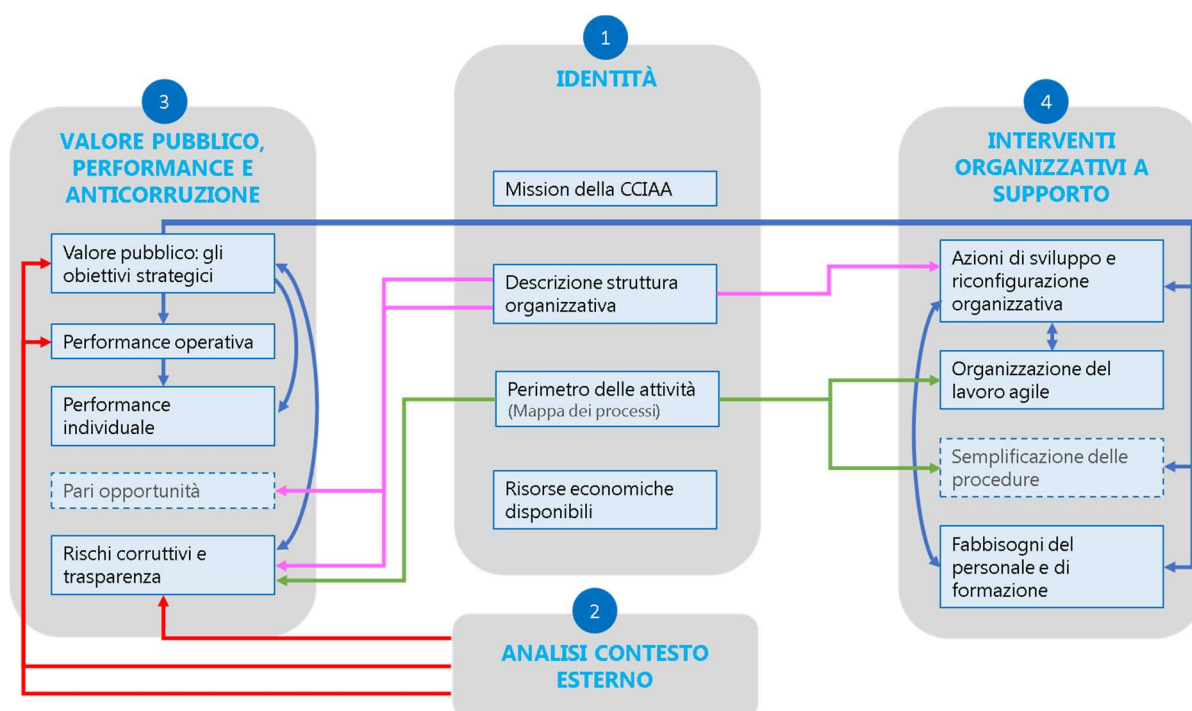 1
IDENTITÀ
Mission della CCIAA
Descrizione struttura
organizzativa
Perimetro delle attività
(Mappa dei processi)
Risorse economiche
disponibili
2
ANALISI CONTESTO
ESTERNO
3
VALORE PUBBLICO,
PERFORMANCE E
ANTICORRUZIONE
Valore pubblico: gli
obiettivi strategici
Performance operativa
Performance
individuale
Pari opportunità
Rischi corruttivi e
trasparenza
4
INTERVENTI
ORGANIZZATIVI A
SUPPORTO
Azioni di sviluppo e
riconfigurazione
organizzativa
Organizzazione del
lavoro agile
Semplificazione delle
procedure
Fabbisogni del
personale e di
formazione